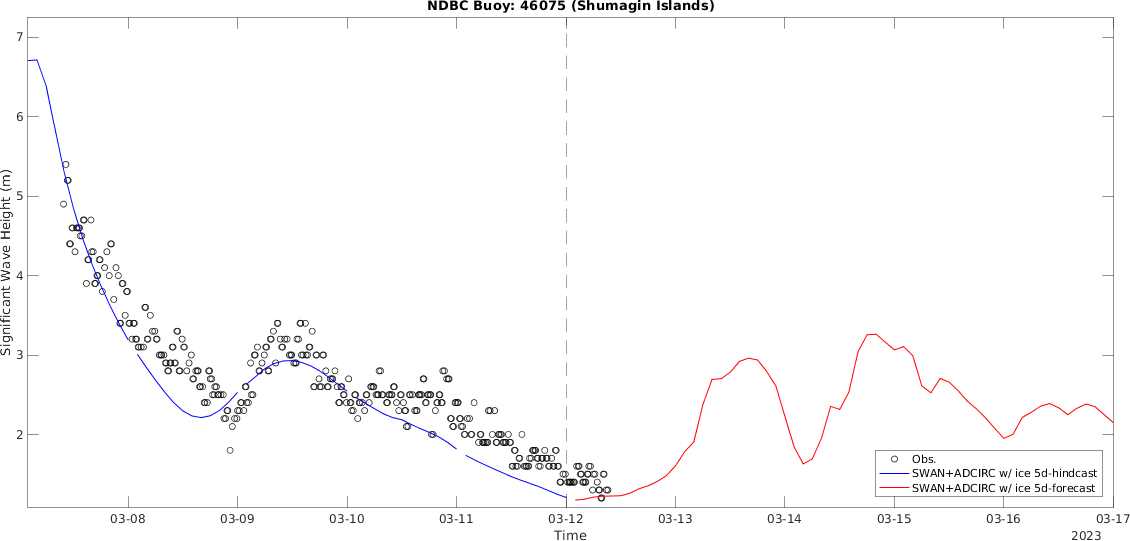 NDBC Buoy: 46075 (Shumagin Islands)
7
6
5
4
3
2
Significant Wave Height (m)
Obs.
SWAN+ADCIRC w/ ice 5d-hindcast
SWAN+ADCIRC w/ ice 5d-forecast
03-08
03-09
03-10
03-11
03-12
03-13
03-14
03-15
03-16
03-17
Time
2023